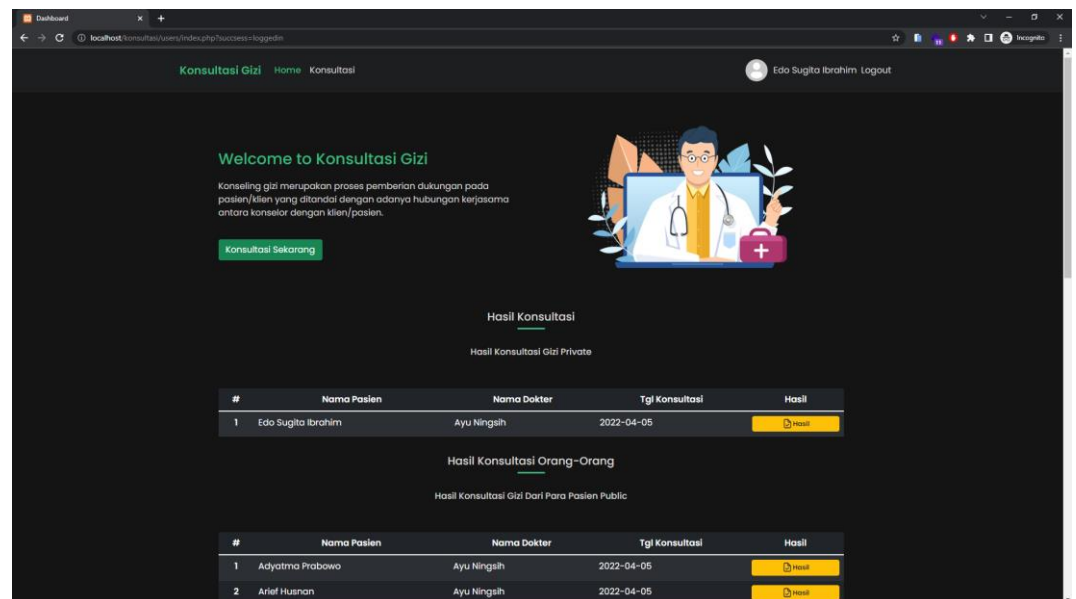 Dashboard
localhost/konsultasi/users/index.php?succsess=loggedin
11
Incognito
Konsultasi Gizi Home Konsultasi Edo Sugita Ibrahim Logout
Welcome to Konsultasi Gizi
Konseling gizi merupakan proses pemberian dukungan pada
pasien/klien yang ditandai dengan adanya hubungan kerjasama
antara konselor dengan klien/pasien.
Konsultasi Sekarang
Hasil Konsultasi
Hasil Konsultasi Gizi Private
# Nama Pasien Nama Dokter Tgl Konsultasi Hasil
1 Edo Sugita Ibrahim Ayu Ningsih 2022-04-05 Hasil
Hasil Konsultasi Orang-Orang
Hasil Konsultasi Gizi Dari Para Pasien Public
# Nama Pasien Nama Dokter Tgl Konsultasi Hasil
1 Adyatma Prabowo Ayu Ningsih 2022-04-05 Hasil
2 Arief Husnan Ayu Ningsih 2022-04-05 Hasil